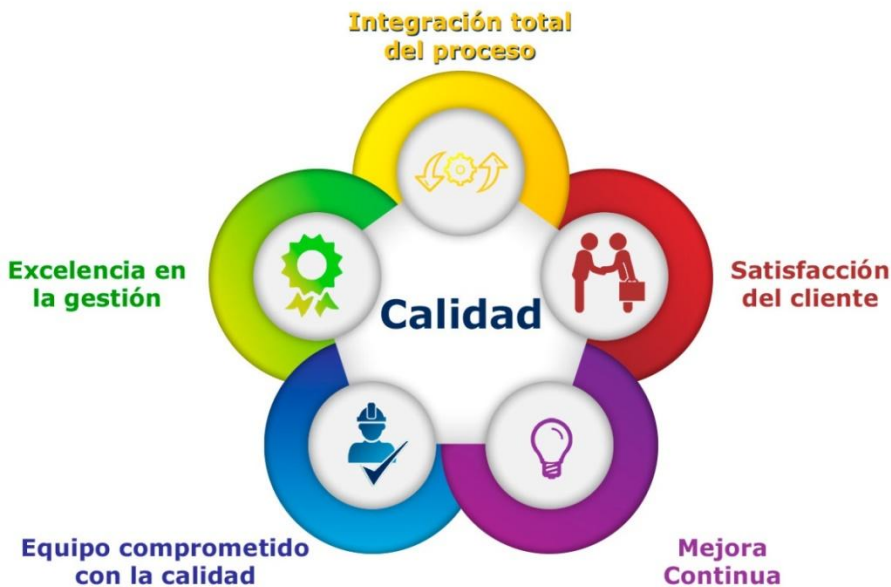 Integración total
del proceso
Excelencia en
la gestión
Calidad
Satisfacción
del cliente
Equipo comprometido
con la calidad
Mejora
Continua